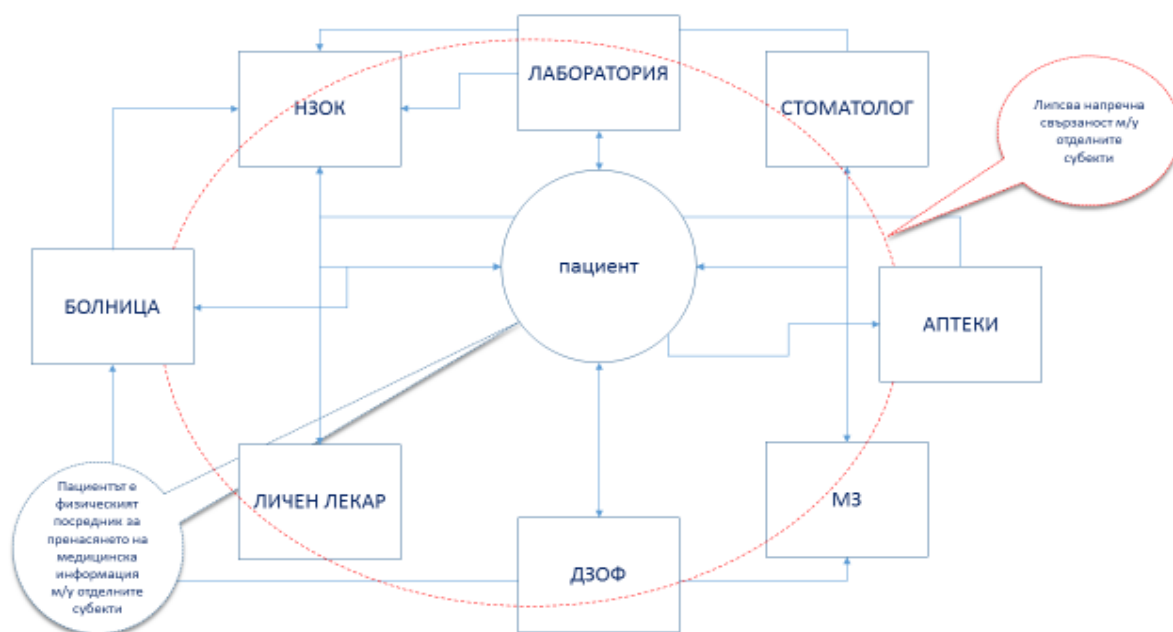 ЛАБОРАТОРИЯ
НЗОК
СТОМАТОЛОГ
Липсва напречна
свързаност м/у
отделните
субекти
пациент
БОЛНИЦА
АПТЕКИ
Пациентът е
физическият
посредник за
пренасянето на
медицинска
информация
м/у отделните
субекти
ЛИЧЕН ЛЕКАР
МЗ
ДЗОФ